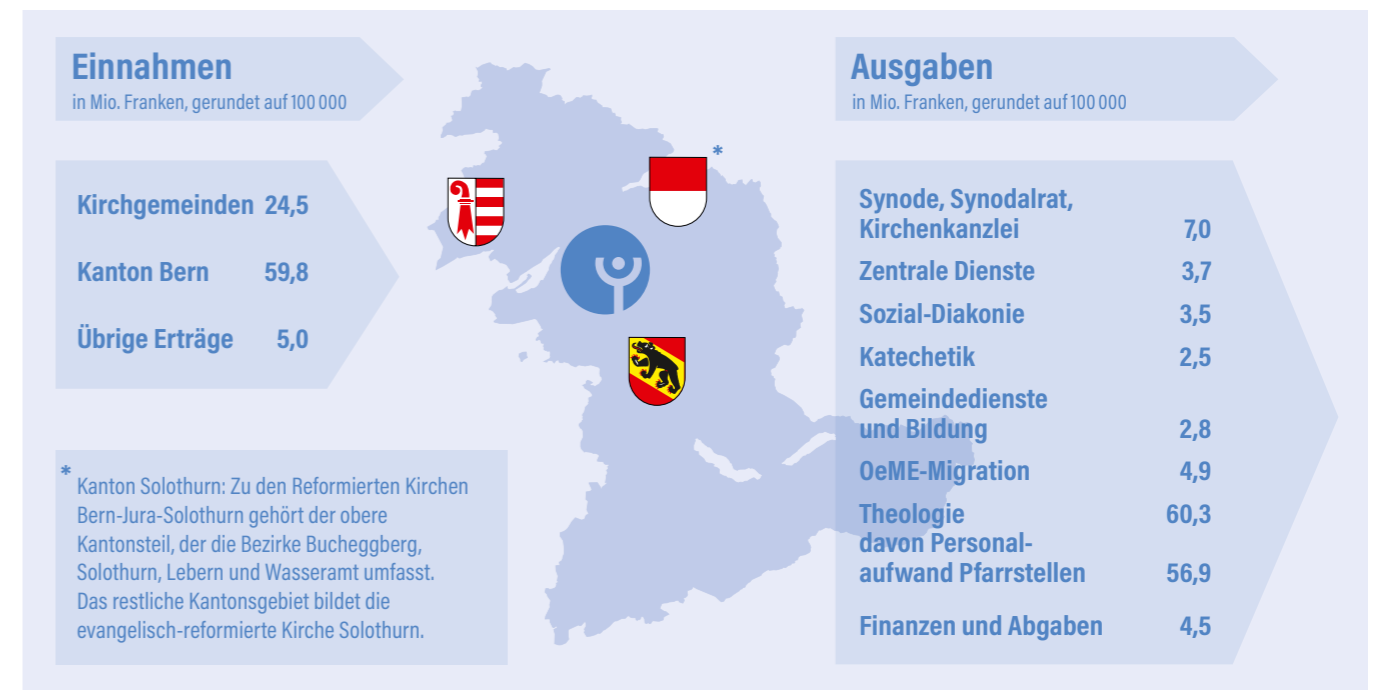 Einnahmen
in Mio. Franken, gerundet auf 100 000
Kirchgemeinden 24,5
Kanton Bern 59,8
Übrige Erträge 5,0
*
* Kanton Solothurn: Zu den Reformierten Kirchen
Bern-Jura-Solothurn gehört der obere
Kantonsteil, der die Bezirke Bucheggberg,
Solothurn, Lebern und Wasseramt umfasst.
Das restliche Kantonsgebiet bildet die
evangelisch-reformierte Kirche Solothurn.
Ausgaben
in Mio. Franken, gerundet auf 100 000
Synode, Synodalrat,
Kirchenkanzlei 7,0
Zentrale Dienste 3,7
Sozial-Diakonie 3,5
Katechetik 2,5
Gemeindedienste
und Bildung 2,8
OeME-Migration 4,9
Theologie 60,3
davon Personal-
aufwand Pfarrstellen 56,9
Finanzen und Abgaben 4,5